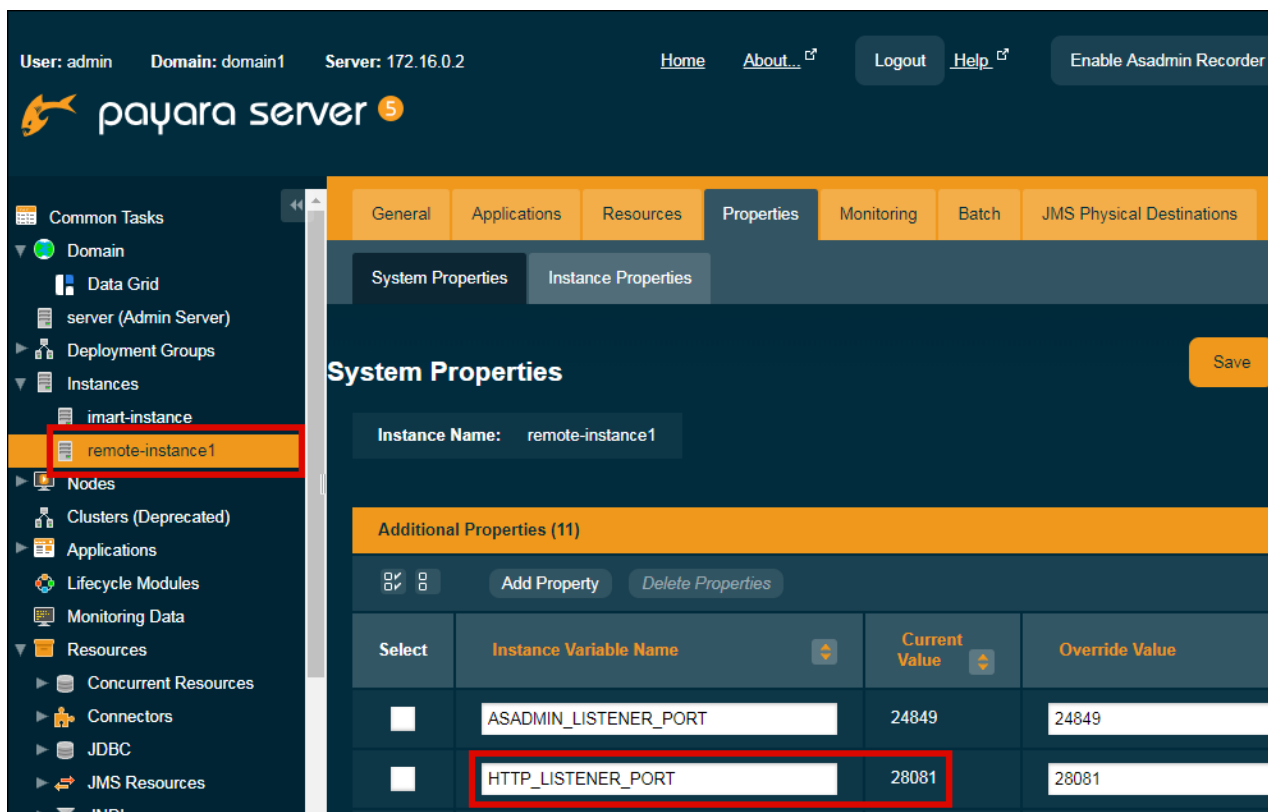 User: admin Domain: domain1 Server: 172.16.0.2 Home About... Logout Help Enable Asadmin Recorder
payara server 5
Common Tasks
Domain
Data Grid
server (Admin Server)
Deployment Groups
Instances
imart-instance
remote-instance1
Nodes
Clusters (Deprecated)
Applications
Lifecycle Modules
Monitoring Data
Resources
Concurrent Resources
Connectors
JDBC
JMS Resources
General Applications Resources Properties Monitoring Batch JMS Physical Destinations
System Properties Instance Properties
System Properties Save
Instance Name: remote-instance1
Additional Properties (11)
Add Property Delete Properties
Select Instance Variable Name Current Value Override Value
ASADMIN_LISTENER_PORT 24849 24849
HTTP_LISTENER_PORT 28081 28081